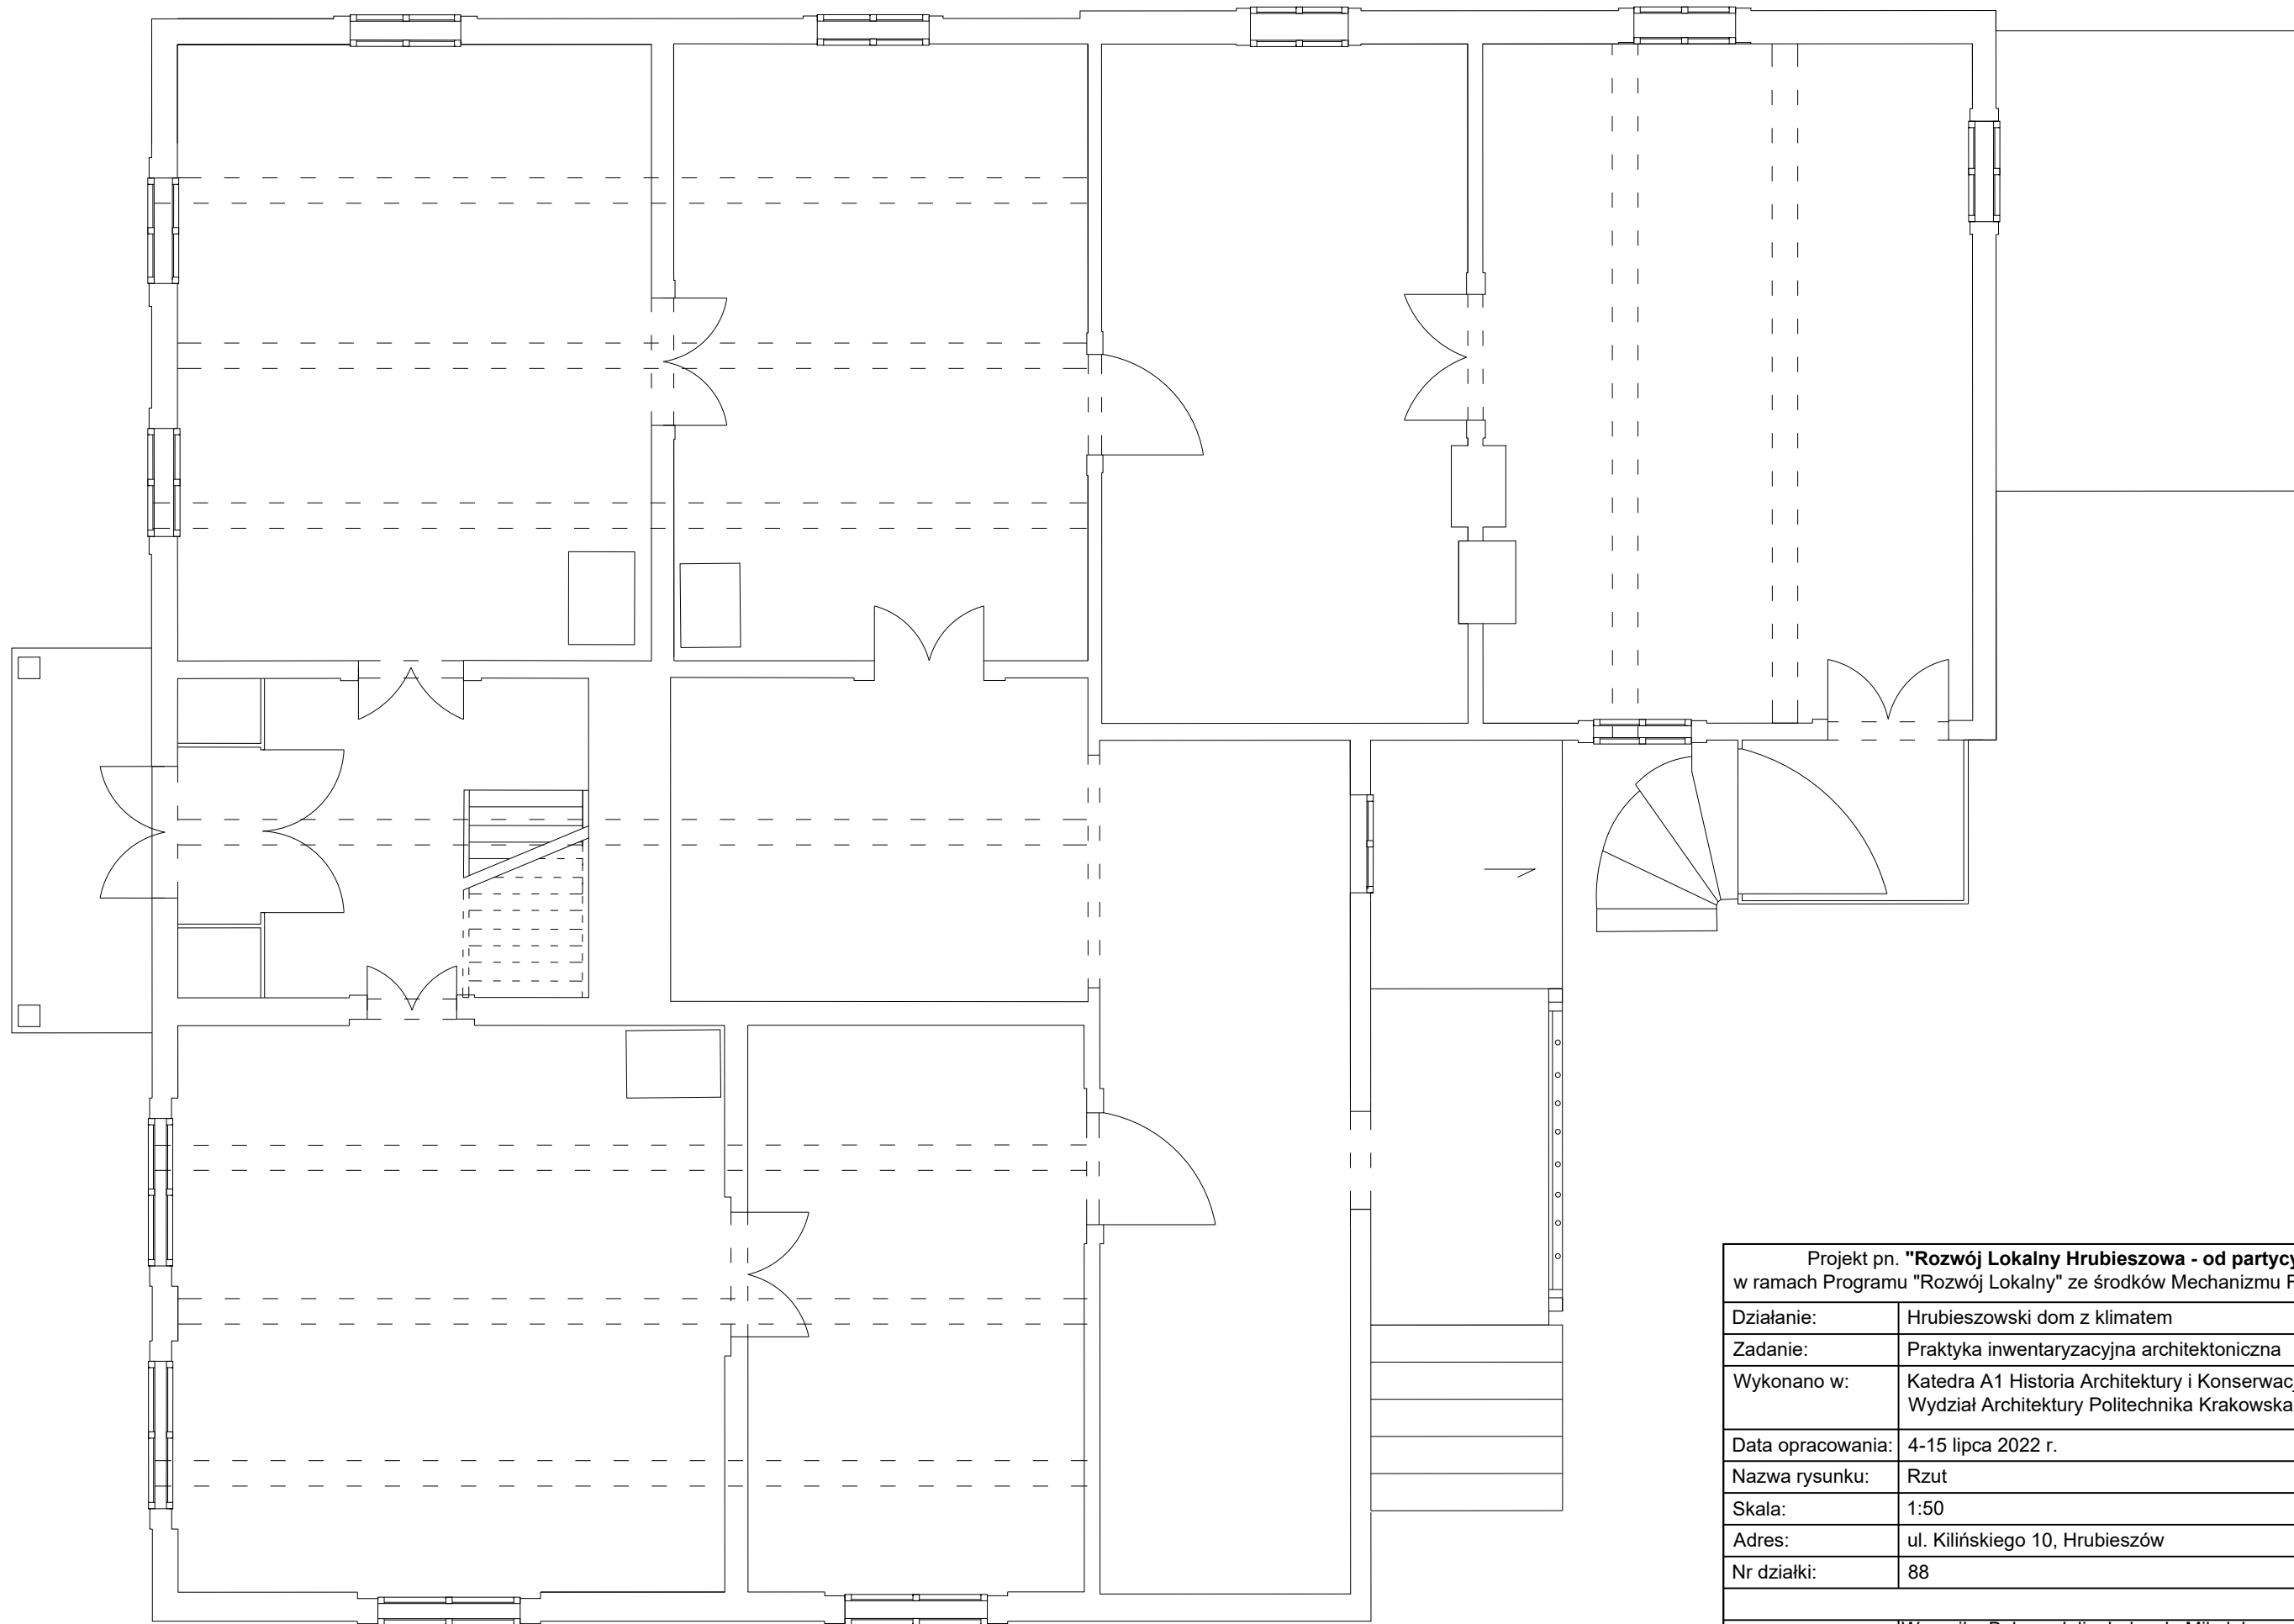 Projekt pn. "Rozwój Lokalny Hrubieszowa - od
w ramach Programu "Rozwój Lokalny" ze środków Mechanizmu
Działanie: Hrubieszowski dom z klimatem
Zadanie: Praktyka inwentaryzacyjna architektoniczna
Wykonano w: Katedra A1 Historia Architektury i
Wydział Architektury Politechnika Krakowska
Data opracowania: 4-15 lipca 2022 r.
Nazwa rysunku: Rzut
Skala: 1:50
Adres: ul. Kilińskiego 10, Hrubieszów
Nr działki: 88